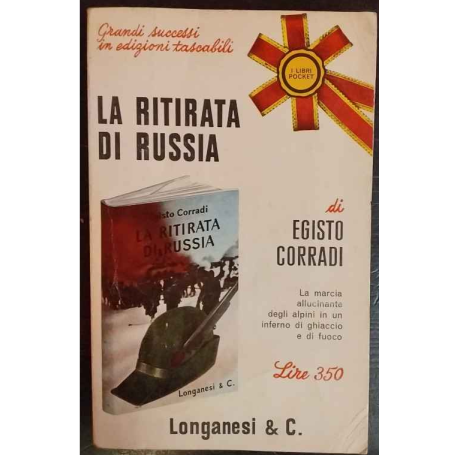 Grandi successi
in edizioni tascabili
I LIBRI
POCKET
LA RITIRATA
DI RUSSIA
di
EGISTO
CORRADI
Egisto Corradi
LA RITIRATA
DI RUSSIA
Longanesi & C.
La marcia
allucinante
degli alpini in un
inferno di ghiaccio
e di fuoco
Lire 350
Longanesi & C.